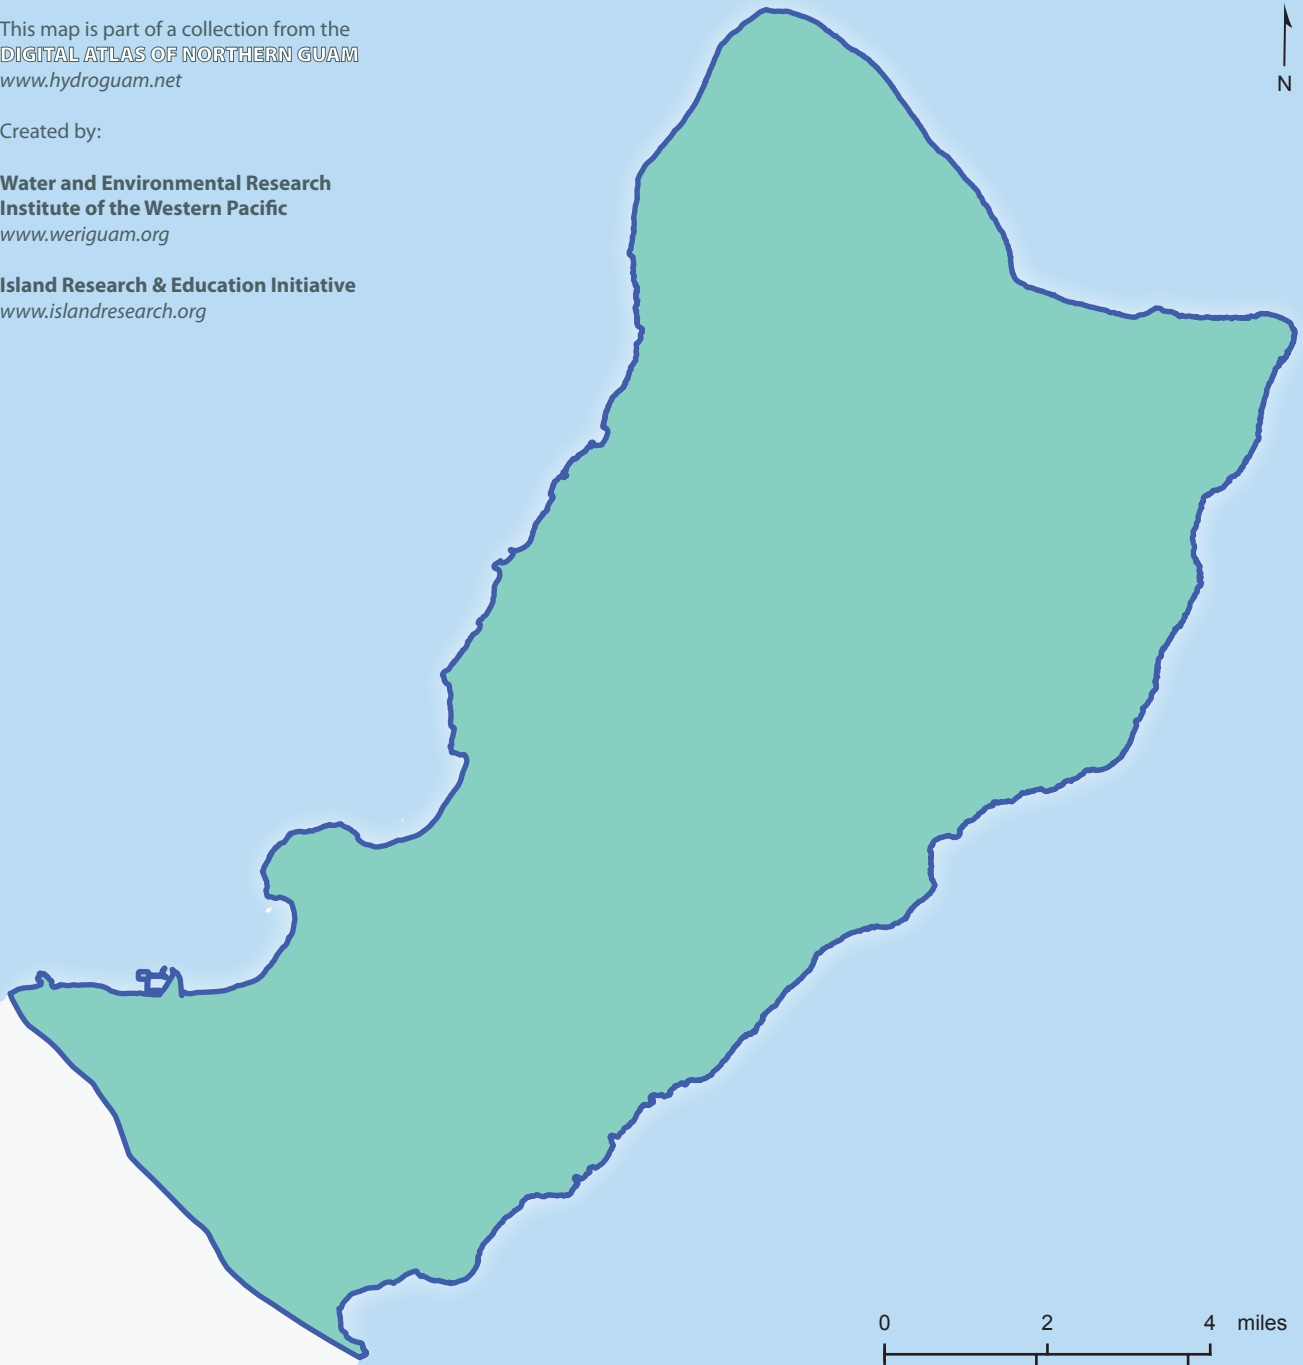 This map is part of a collection from the
DIGITAL ATLAS OF NORTHERN GUAM
www.hydroguam.net
Created by:
Water and Environmental Research
Institute of the Western Pacific
www.weriguam.org
Island Research & Education Initiative
www.islandresearch.org
N
0 2 4 miles